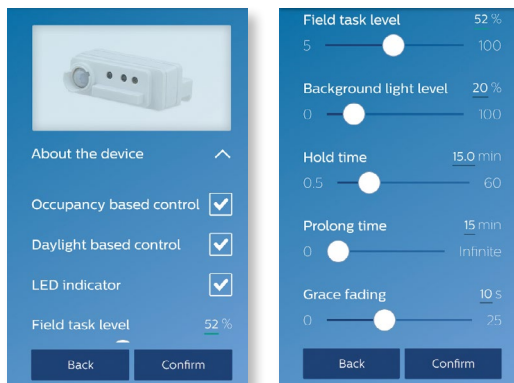 About the device
Occupancy based control
Daylight based control
LED indicator
Field task level 52 %
Back Confirm
Field task level 52 %
5 100
Background light level 20 %
0 100
Hold time 15.0 min
0.5 60
Prolong time 15 min
0 Infinite
Grace fading 10 s
0 25
Back Confirm